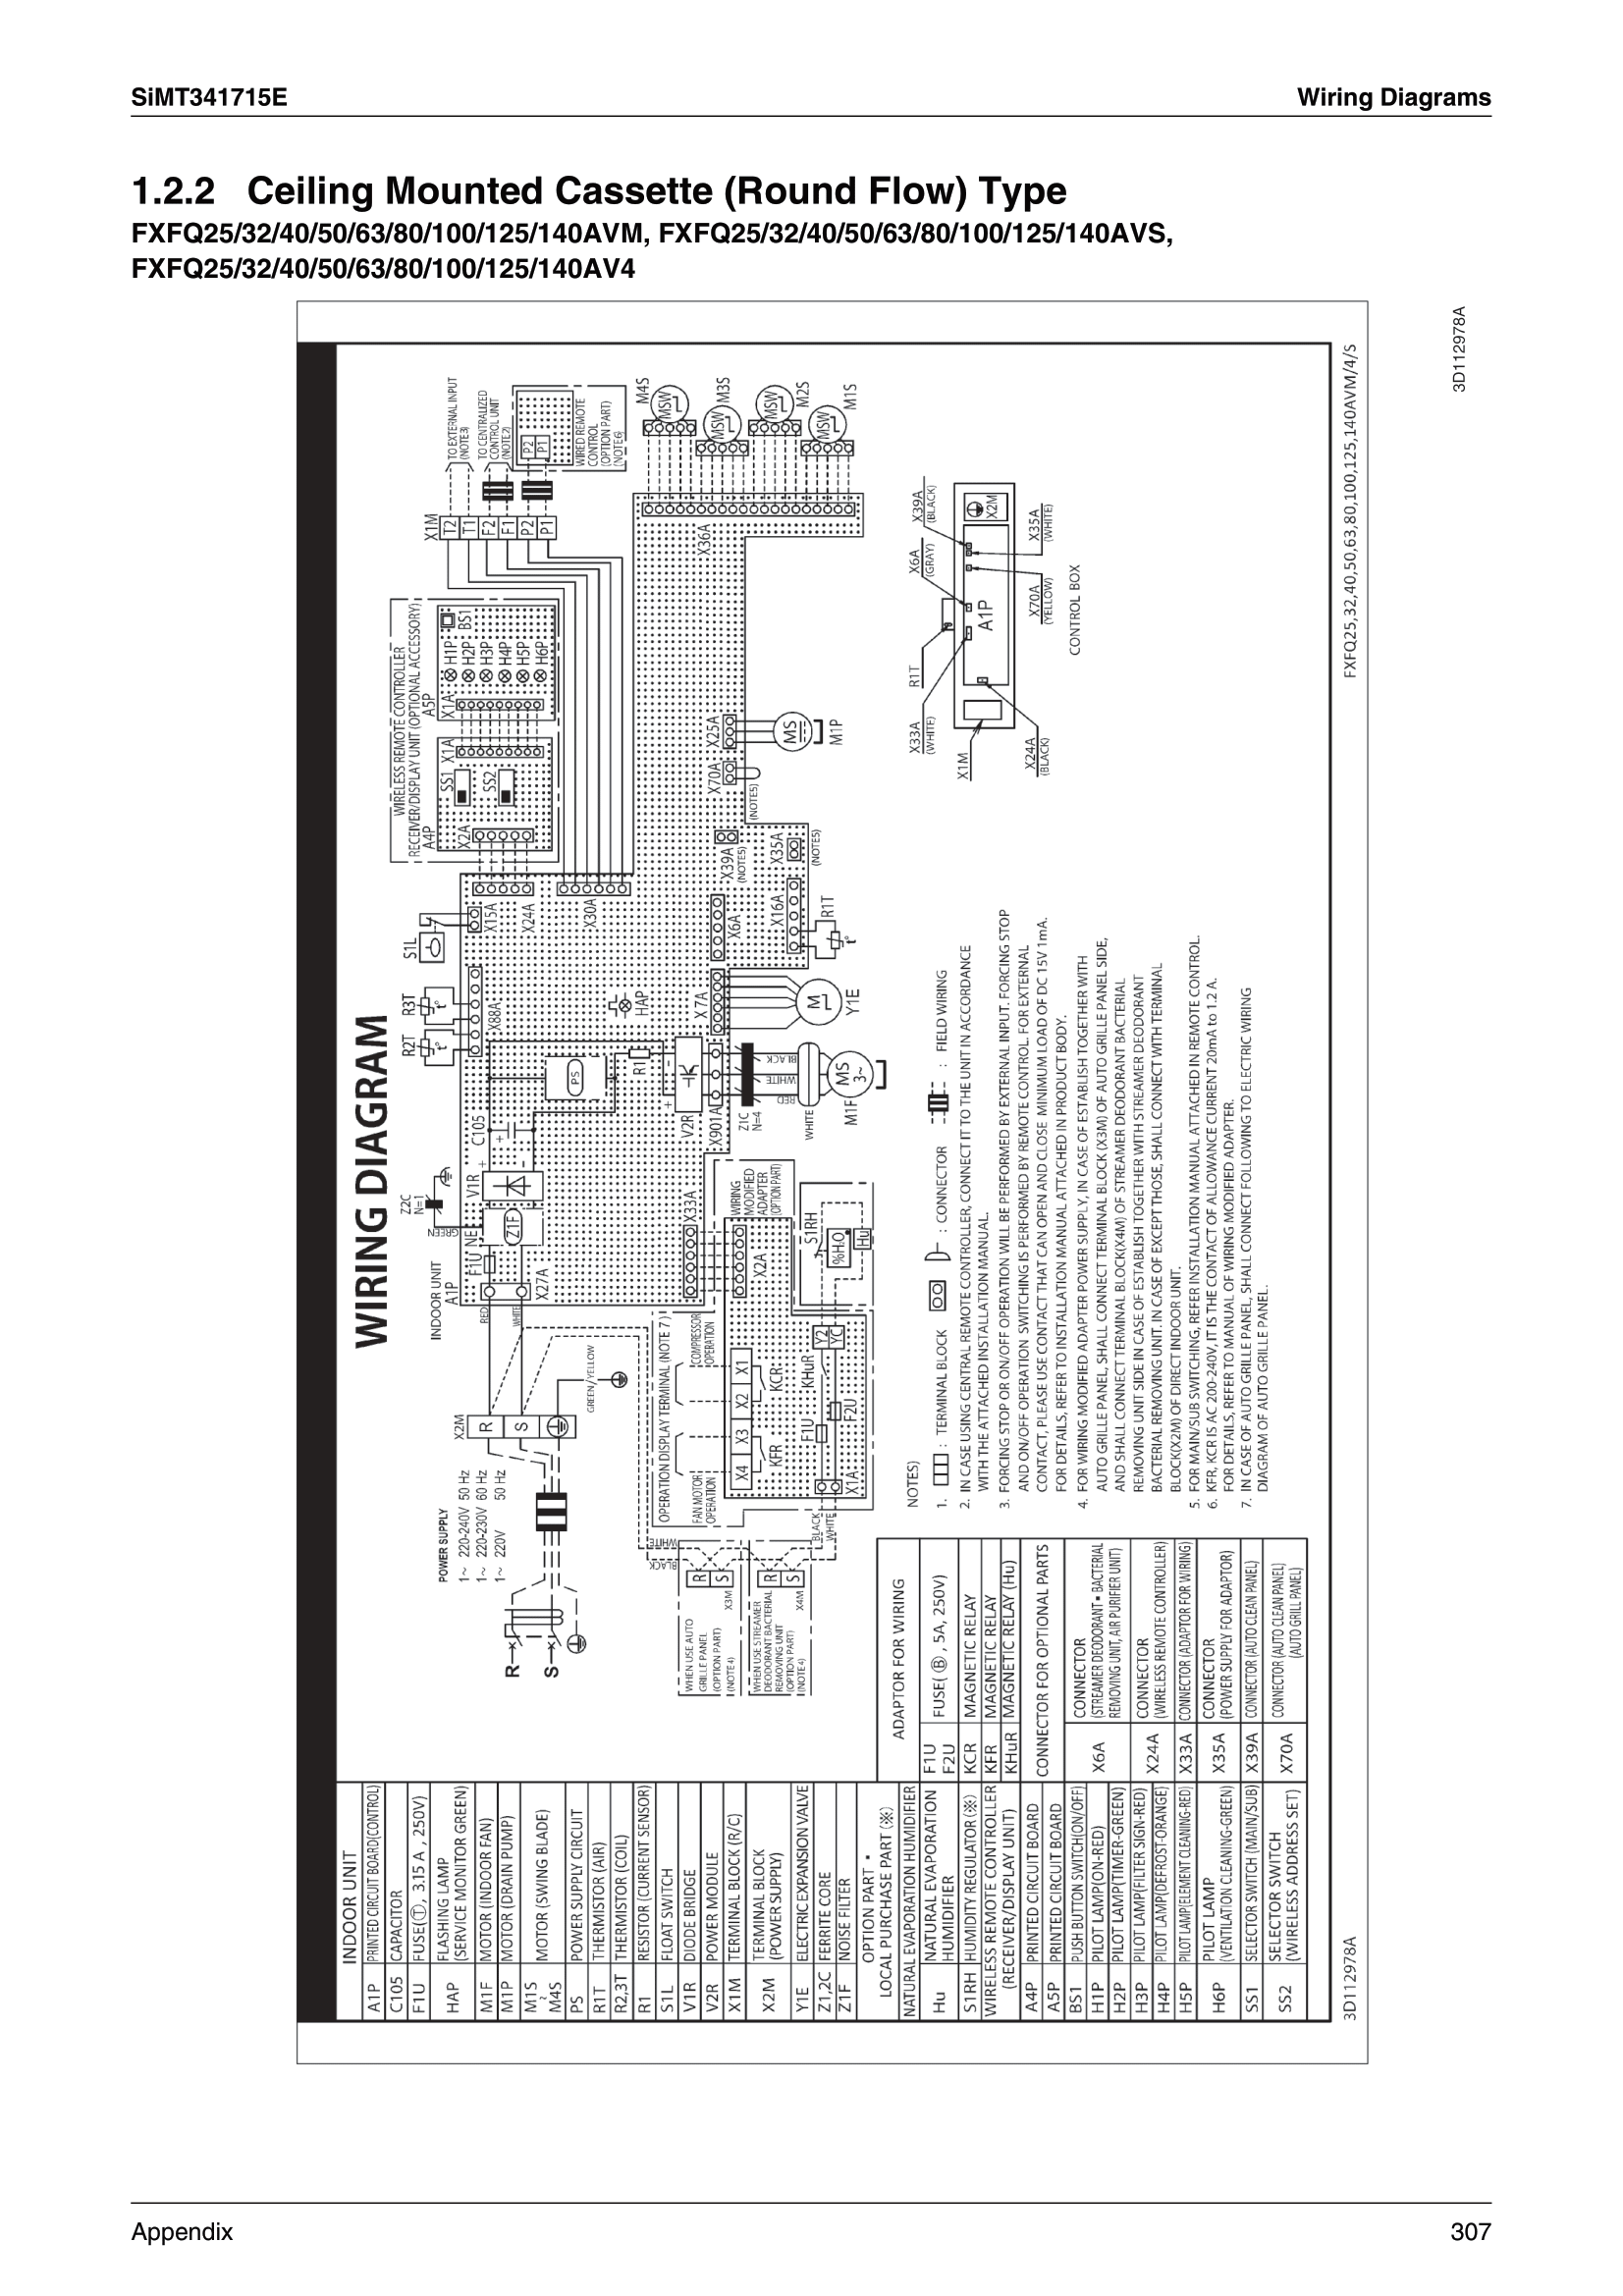 SiMT341715E
Wiring Diagrams
1.2.2 Ceiling Mounted Cassette (Round Flow) Type
FXFQ25/32/40/50/63/80/100/125/140AVM, FXFQ25/32/40/50/63/80/100/125/140AVS,
FXFQ25/32/40/50/63/80/100/125/140AV4
WIRING DIAGRAM
POWER SUPPLY
1~ 220-240V 50 Hz
1~ 220-230V 60 Hz
1~ 220V 50 Hz
R
S
X2M
R
S
GREEN/YELLOW
INDOOR UNIT
A1P
RED
WHITE
X27A
F1U
NE
Z1F
GREEN
Z2C
N=1
V1R
+
-
C105
+
PS
R2T
t°
R3T
t°
X88A
S1L
X15A
X24A
X30A
HAP
R1
V2R
+
-
X901A
Z1C
N=4
RED
WHITE
BLACK
WHITE
MS
3~
M1F
X7A
M
Y1E
X6A
X16A
R1T
t°
X39A
(NOTE5)
X35A
(NOTE5)
X70A
(NOTE5)
X25A
MS
M1P
X36A
MSW
M4S
MSW
M3S
MSW
M2S
MSW
M1S
WIRELESS REMOTE CONTROLLER
RECEIVER/DISPLAY UNIT (OPTIONAL ACCESSORY)
A4P
X2A
SS1
SS2
X1A
A5P
X1A
BS1
H1P
H2P
H3P
H4P
H5P
H6P
X1M
T2
T1
F2
F1
P2
P1
TO EXTERNAL INPUT
(NOTE3)
TO CENTRALIZED
CONTROL UNIT
(NOTE2)
P2
P1
WIRED REMOTE
CONTROL
(OPTION PART)
(NOTE6)
OPERATION DISPLAY TERMINAL (NOTE 7)
FAN MOTOR
OPERATION
COMPRESSOR
OPERATION
X4
X3
X2
X1
KFR
KCR
X33A
X2A
WIRING
MODIFIED
ADAPTER
(OPTION PART)
F1U
KHuR
F2U
X1A
Y2
YC
S1RH
%H.O
Hu
BLACK
WHITE
BLACK
WHITE
WHEN USE AUTO
GRILLE PANEL
(OPTION PART)
(NOTE4)
R
S
X3M
WHEN USE STREAMER
DEODORANT BACTERIAL
REMOVING UNIT
(OPTION PART)
(NOTE4)
R
S
X4M
X33A
(WHITE)
R1T
X6A
(GRAY)
X39A
(BLACK)
X1M
A1P
X2M
X24A
(BLACK)
X70A
(YELLOW)
X35A
(WHITE)
CONTROL BOX
NOTES)
1. : TERMINAL BLOCK : CONNECTOR : FIELD WIRING
2. IN CASE USING CENTRAL REMOTE CONTROLLER, CONNECT IT TO THE UNIT IN ACCORDANCE
WITH THE ATTACHED INSTALLATION MANUAL.
3. FORCING STOP OR ON/OFF OPERATION WILL BE PERFORMED BY EXTERNAL INPUT. FORCING STOP
AND ON/OFF OPERATION SWITCHING IS PERFORMED BY REMOTE CONTROL. FOR EXTERNAL
CONTACT, PLEASE USE CONTACT THAT CAN OPEN AND CLOSE MINIMUM LOAD OF DC 15V 1mA.
FOR DETAILS, REFER TO INSTALLATION MANUAL ATTACHED IN PRODUCT BODY.
4. FOR WIRING MODIFIED ADAPTER POWER SUPPLY, IN CASE OF ESTABLISH TOGETHER WITH
AUTO GRILLE PANEL, SHALL CONNECT TERMINAL BLOCK (X3M) OF AUTO GRILLE PANEL SIDE,
AND SHALL CONNECT TERMINAL BLOCK(X4M) OF STREAMER DEODORANT BACTERIAL
REMOVING UNIT SIDE IN CASE OF ESTABLISH TOGETHER WITH STREAMER DEODORANT
BACTERIAL REMOVING UNIT. IN CASE OF EXCEPT THOSE, SHALL CONNECT WITH TERMINAL
BLOCK(X2M) OF DIRECT INDOOR UNIT.
5. FOR MAIN/SUB SWITCHING, REFER INSTALLATION MANUAL ATTACHED IN REMOTE CONTROL.
6. KFR, KCR IS AC 200-240V, IT IS THE CONTACT OF ALLOWANCE CURRENT 20mA to 1.2 A.
FOR DETAILS, REFER TO MANUAL OF WIRING MODIFIED ADAPTER.
7. IN CASE OF AUTO GRILLE PANEL, SHALL CONNECT FOLLOWING TO ELECTRIC WIRING
DIAGRAM OF AUTO GRILLE PANEL.
INDOOR UNIT
A1P PRINTED CIRCUIT BOARD(CONTROL)
C105 CAPACITOR
F1U FUSE(Ⓣ, 3.15 A , 250V)
HAP FLASHING LAMP
(SERVICE MONITOR GREEN)
M1F MOTOR (INDOOR FAN)
M1P MOTOR (DRAIN PUMP)
M1S ~ M4S MOTOR (SWING BLADE)
PS POWER SUPPLY CIRCUIT
R1T THERMISTOR (AIR)
R2,3T THERMISTOR (COIL)
R1 RESISTOR (CURRENT SENSOR)
S1L FLOAT SWITCH
V1R DIODE BRIDGE
V2R POWER MODULE
X1M TERMINAL BLOCK (R/C)
X2M TERMINAL BLOCK
(POWER SUPPLY)
Y1E ELECTRIC EXPANSION VALVE
Z1,2C FERRITE CORE
Z1F NOISE FILTER
OPTION PART ▪
LOCAL PURCHASE PART (※)
NATURAL EVAPORATION HUMIDIFIER
Hu NATURAL EVAPORATION
HUMIDIFIER
S1RH HUMIDITY REGULATOR(※)
WIRELESS REMOTE CONTROLLER
(RECEIVER/DISPLAY UNIT)
A4P PRINTED CIRCUIT BOARD
A5P PRINTED CIRCUIT BOARD
BS1 PUSH BUTTON SWITCH(ON/OFF)
H1P PILOT LAMP(ON-RED)
H2P PILOT LAMP(TIMER-GREEN)
H3P PILOT LAMP(FILTER SIGN-RED)
H4P PILOT LAMP(DEFROST-ORANGE)
H5P PILOT LAMP(ELEMENT CLEANING-RED)
H6P PILOT LAMP
(VENTILATION CLEANING-GREEN)
SS1 SELECTOR SWITCH (MAIN/SUB)
SS2 SELECTOR SWITCH
(WIRELESS ADDRESS SET)
ADAPTOR FOR WIRING
F1U
F2U FUSE( Ⓑ , 5A, 250V)
KCR MAGNETIC RELAY
KFR MAGNETIC RELAY
KHuR MAGNETIC RELAY (Hu)
CONNECTOR FOR OPTIONAL PARTS
X6A CONNECTOR
(STREAMER DEODORANT ▪ BACTERIAL
REMOVING UNIT, AIR PURIFIER UNIT)
X24A CONNECTOR
(WIRELESS REMOTE CONTROLLER)
X33A CONNECTOR (ADAPTOR FOR WIRING)
X35A CONNECTOR
(POWER SUPPLY FOR ADAPTOR)
X39A CONNECTOR (AUTO CLEAN PANEL)
X70A CONNECTOR (AUTO CLEAN PANEL)
(AUTO GRILL PANEL)
3D112978A
FXFQ25,32,40,50,63,80,100,125,140AVM/4/S
3D112978A
Appendix
307